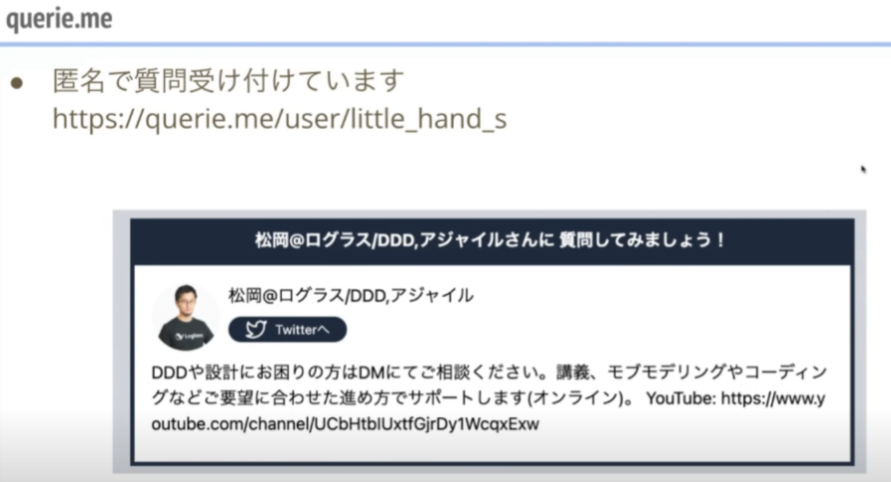 querie.me
● 匿名で質問受け付けています
https://querie.me/user/little_hand_s
松岡@ログラス/DDD,アジャイルさんに 質問してみましょう！
松岡@ログラス/DDD,アジャイル
Twitterへ
DDDや設計にお困りの方はDMにてご相談ください。講義、モブモデリングやコーディン
グなどご要望に合わせた進め方でサポートします(オンライン)。 YouTube: https://www.y
outube.com/channel/UCbHtbIUxtfGjrDy1WcqxExw